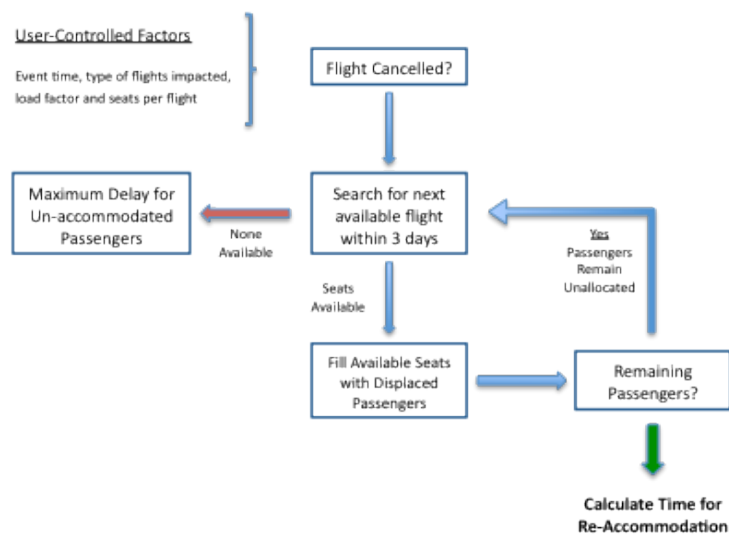 User-Controlled Factors
Event time, type of flights impacted,
load factor and seats per flight
Flight Cancelled?
Maximum Delay for
Un-accommodated
Passengers
None
Available
Search for next
available flight
within 3 days
Yes
Passengers
Remain
Unallocated
Seats
Available
Fill Available Seats
with Displaced
Passengers
Remaining
Passengers?
Calculate Time for
Re-Accommodation